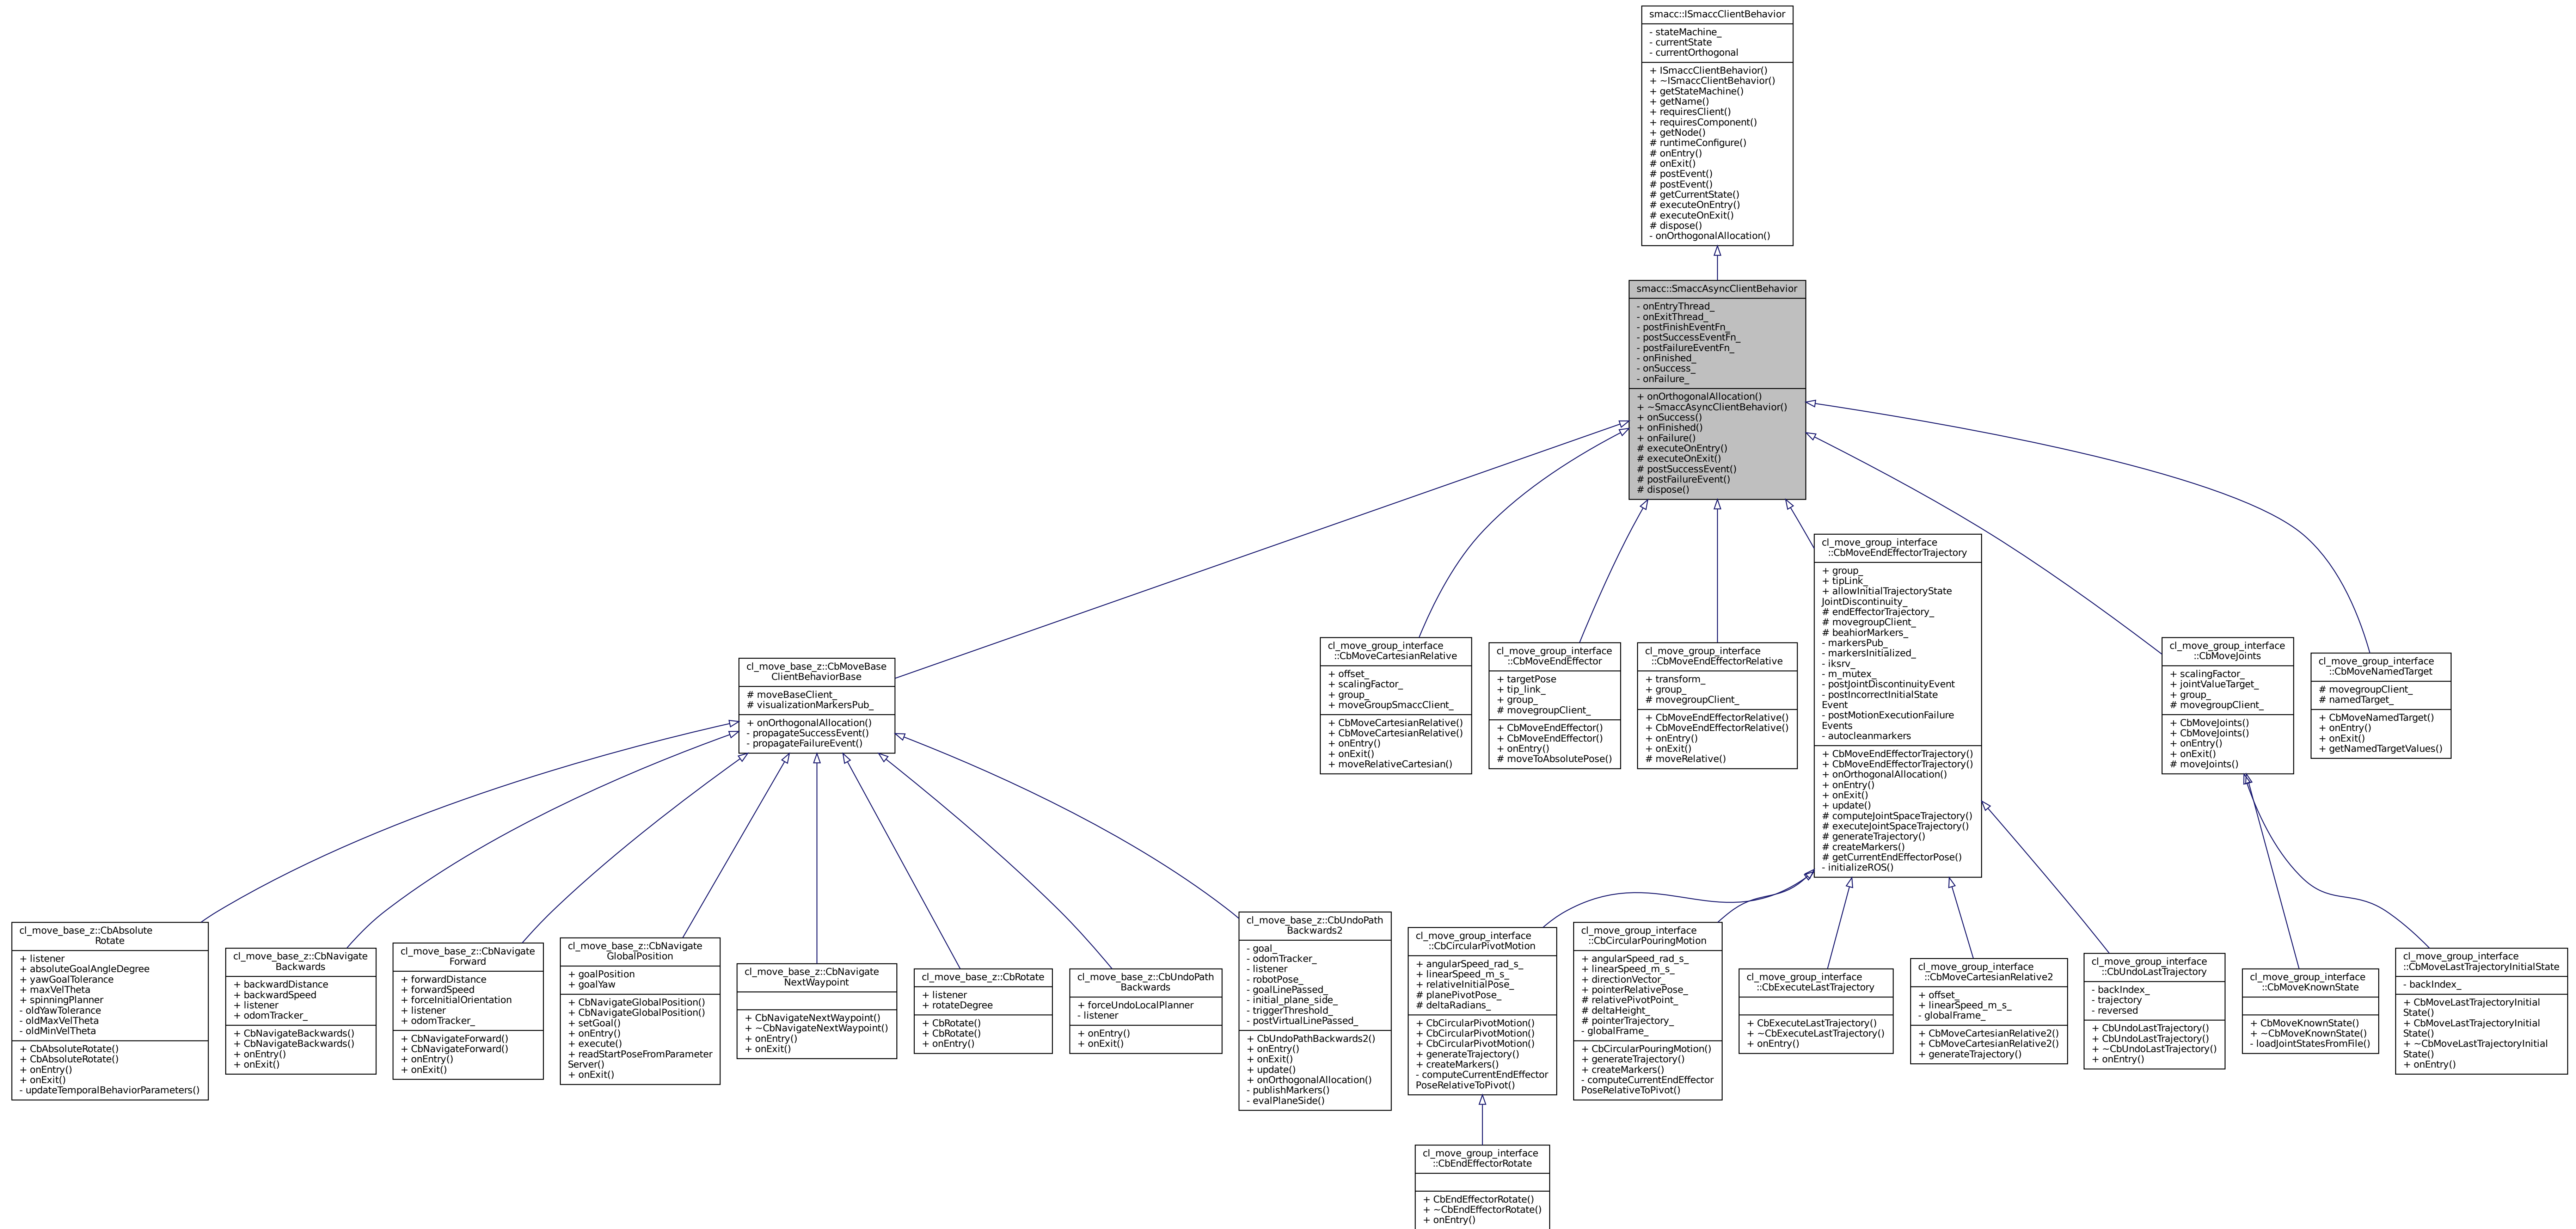 smacc::ISmaccClientBehavior
- stateMachine_
- currentState
- currentOrthogonal
+ ISmaccClientBehavior()
+ ~ISmaccClientBehavior()
+ getStateMachine()
+ getName()
+ requiresClient()
+ requiresComponent()
+ getNode()
# runtimeConfigure()
# onEntry()
# onExit()
# postEvent()
# postEvent()
# getCurrentState()
# executeOnEntry()
# executeOnExit()
# dispose()
- onOrthogonalAllocation()
smacc::SmaccAsyncClientBehavior
- onEntryThread_
- onExitThread_
- postFinishEventFn_
- postSuccessEventFn_
- postFailureEventFn_
- onFinished_
- onSuccess_
- onFailure_
+ onOrthogonalAllocation()
+ ~SmaccAsyncClientBehavior()
+ onSuccess()
+ onFinished()
+ onFailure()
# executeOnEntry()
# executeOnExit()
# postSuccessEvent()
# postFailureEvent()
# dispose()
cl_move_base_z::CbMoveBase
ClientBehaviorBase
# moveBaseClient_
# visualizationMarkersPub_
+ onOrthogonalAllocation()
- propagateSuccessEvent()
- propagateFailureEvent()
cl_move_group_interface
::CbMoveCartesianRelative
+ offset_
+ scalingFactor_
+ group_
+ moveGroupSmaccClient_
+ CbMoveCartesianRelative()
+ CbMoveCartesianRelative()
+ onEntry()
+ onExit()
+ moveRelativeCartesian()
cl_move_group_interface
::CbMoveEndEffector
+ targetPose
+ tip_link_
+ group_
# movegroupClient_
+ CbMoveEndEffector()
+ CbMoveEndEffector()
+ onEntry()
# moveToAbsolutePose()
cl_move_group_interface
::CbMoveEndEffectorRelative
+ transform_
+ group_
# movegroupClient_
+ CbMoveEndEffectorRelative()
+ CbMoveEndEffectorRelative()
+ onEntry()
+ onExit()
# moveRelative()
cl_move_group_interface
::CbMoveEndEffectorTrajectory
+ group_
+ tipLink_
+ allowInitialTrajectoryState
JointDiscontinuity_
# endEffectorTrajectory_
# movegroupClient_
# beahiorMarkers_
- markersPub_
- markersInitialized_
- iksrv_
- m_mutex_
- postJointDiscontinuityEvent
- postIncorrectInitialState
Event
- postMotionExecutionFailure
Events
- autocleanmarkers
+ CbMoveEndEffectorTrajectory()
+ CbMoveEndEffectorTrajectory()
+ onOrthogonalAllocation()
+ onEntry()
+ onExit()
+ update()
# computeJointSpaceTrajectory()
# executeJointSpaceTrajectory()
# generateTrajectory()
# createMarkers()
# getCurrentEndEffectorPose()
- initializeROS()
cl_move_group_interface
::CbMoveJoints
+ scalingFactor_
+ jointValueTarget_
+ group_
# movegroupClient_
+ CbMoveJoints()
+ CbMoveJoints()
+ onEntry()
+ onExit()
# moveJoints()
cl_move_group_interface
::CbMoveNamedTarget
# movegroupClient_
# namedTarget_
+ CbMoveNamedTarget()
+ onEntry()
+ onExit()
+ getNamedTargetValues()
cl_move_base_z::CbAbsolute
Rotate
+ listener
+ absoluteGoalAngleDegree
+ yawGoalTolerance
+ maxVelTheta
+ spinningPlanner
- oldYawTolerance
- oldMaxVelTheta
- oldMinVelTheta
+ CbAbsoluteRotate()
+ CbAbsoluteRotate()
+ onEntry()
+ onExit()
- updateTemporalBehaviorParameters()
cl_move_base_z::CbNavigate
Backwards
+ backwardDistance
+ backwardSpeed
+ listener
+ odomTracker_
+ CbNavigateBackwards()
+ CbNavigateBackwards()
+ onEntry()
+ onExit()
cl_move_base_z::CbNavigate
Forward
+ forwardDistance
+ forwardSpeed
+ forceInitialOrientation
+ listener
+ odomTracker_
+ CbNavigateForward()
+ CbNavigateForward()
+ onEntry()
+ onExit()
cl_move_base_z::CbNavigate
GlobalPosition
+ goalPosition
+ goalYaw
+ CbNavigateGlobalPosition()
+ CbNavigateGlobalPosition()
+ setGoal()
+ onEntry()
+ execute()
+ readStartPoseFromParameter
Server()
+ onExit()
cl_move_base_z::CbNavigate
NextWaypoint
+ CbNavigateNextWaypoint()
+ ~CbNavigateNextWaypoint()
+ onEntry()
+ onExit()
cl_move_base_z::CbRotate
+ listener
+ rotateDegree
+ CbRotate()
+ CbRotate()
+ onEntry()
cl_move_base_z::CbUndoPath
Backwards
+ forceUndoLocalPlanner
- listener
+ onEntry()
+ onExit()
cl_move_base_z::CbUndoPath
Backwards2
- goal_
- odomTracker_
- listener
- robotPose_
- goalLinePassed_
- initial_plane_side_
- triggerThreshold_
- postVirtualLinePassed_
+ CbUndoPathBackwards2()
+ onEntry()
+ onExit()
+ update()
+ onOrthogonalAllocation()
- publishMarkers()
- evalPlaneSide()
cl_move_group_interface
::CbCircularPivotMotion
+ angularSpeed_rad_s_
+ linearSpeed_m_s_
+ relativeInitialPose_
# planePivotPose_
# deltaRadians_
+ CbCircularPivotMotion()
+ CbCircularPivotMotion()
+ CbCircularPivotMotion()
+ generateTrajectory()
+ createMarkers()
- computeCurrentEndEffector
PoseRelativeToPivot()
cl_move_group_interface
::CbCircularPouringMotion
+ angularSpeed_rad_s_
+ linearSpeed_m_s_
+ directionVector_
+ pointerRelativePose_
# relativePivotPoint_
# deltaHeight_
# pointerTrajectory_
- globalFrame_
+ CbCircularPouringMotion()
+ generateTrajectory()
+ createMarkers()
- computeCurrentEndEffector
PoseRelativeToPivot()
cl_move_group_interface
::CbExecuteLastTrajectory
+ CbExecuteLastTrajectory()
+ ~CbExecuteLastTrajectory()
+ onEntry()
cl_move_group_interface
::CbMoveCartesianRelative2
+ offset_
+ linearSpeed_m_s_
- globalFrame_
+ CbMoveCartesianRelative2()
+ CbMoveCartesianRelative2()
+ generateTrajectory()
cl_move_group_interface
::CbUndoLastTrajectory
- backIndex_
- trajectory
- reversed
+ CbUndoLastTrajectory()
+ CbUndoLastTrajectory()
+ ~CbUndoLastTrajectory()
+ onEntry()
cl_move_group_interface
::CbMoveKnownState
+ CbMoveKnownState()
+ ~CbMoveKnownState()
- loadJointStatesFromFile()
cl_move_group_interface
::CbMoveLastTrajectoryInitialState
- backIndex_
+ CbMoveLastTrajectoryInitial
State()
+ CbMoveLastTrajectoryInitial
State()
+ ~CbMoveLastTrajectoryInitial
State()
+ onEntry()
cl_move_group_interface
::CbEndEffectorRotate
+ CbEndEffectorRotate()
+ ~CbEndEffectorRotate()
+ onEntry()